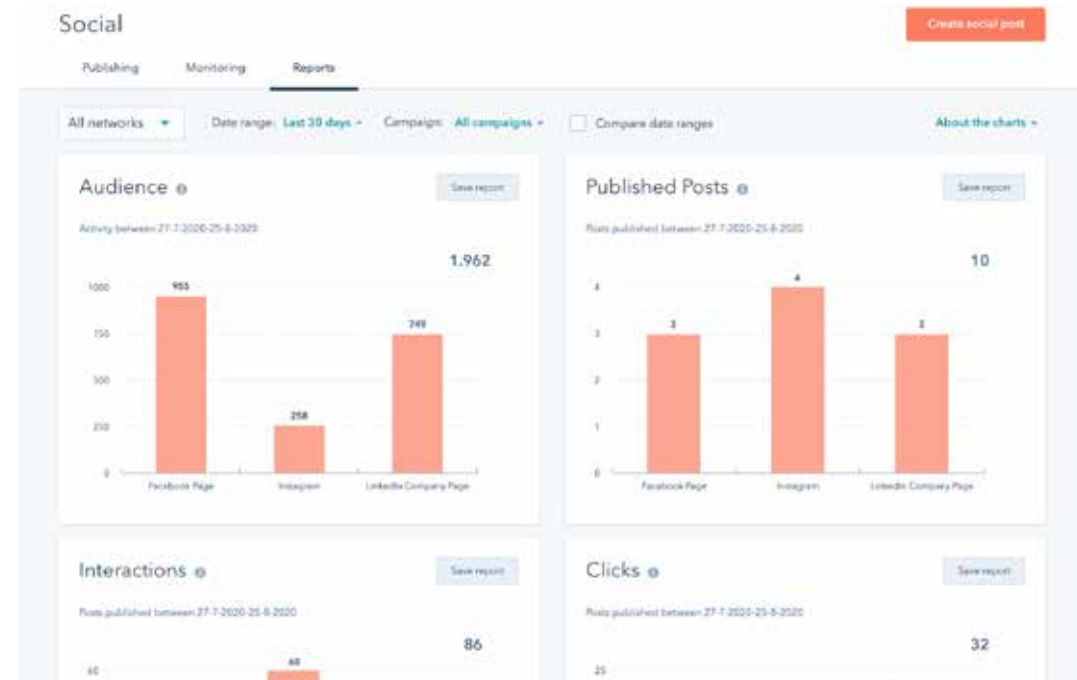 Social
Create social post
Publishing Monitoring Reports
All networks Date range: Last 30 days Campaign: All campaigns Compare date ranges About the charts
Audience
Save report
Activity between 27-7-2020-25-8-2020
1.962
1000
750
500
250
0
955
258
749
Facebook Page Instagram LinkedIn Company Page
Published Posts
Save report
Posts published between 27-7-2020-25-8-2020
10
4
3
2
1
0
3
4
3
Facebook Page Instagram LinkedIn Company Page
Interactions
Save report
Posts published between 27-7-2020-25-8-2020
86
60
60
Clicks
Save report
Posts published between 27-7-2020-25-8-2020
32
25